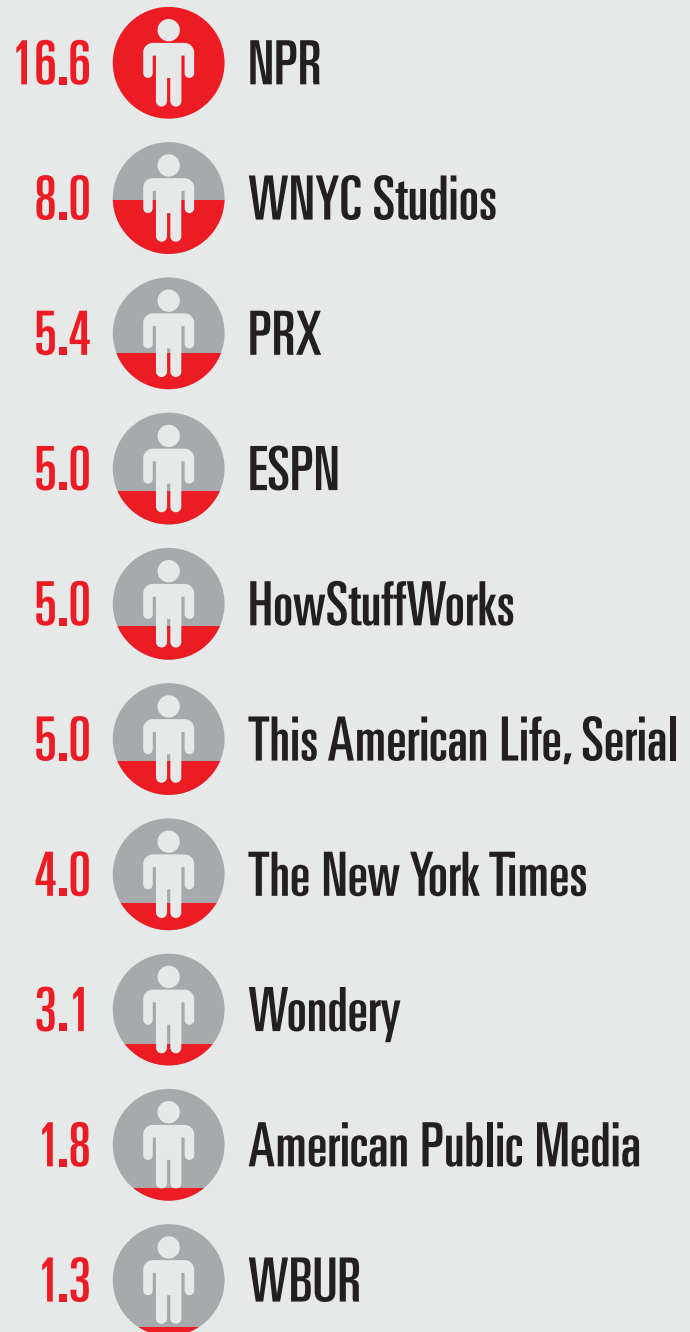 16.6 NPR
8.0 WNYC Studios
5.4 PRX
5.0 ESPN
5.0 HowStuffWorks
5.0 This American Life, Serial
4.0 The New York Times
3.1 Wondery
1.8 American Public Media
1.3 WBUR